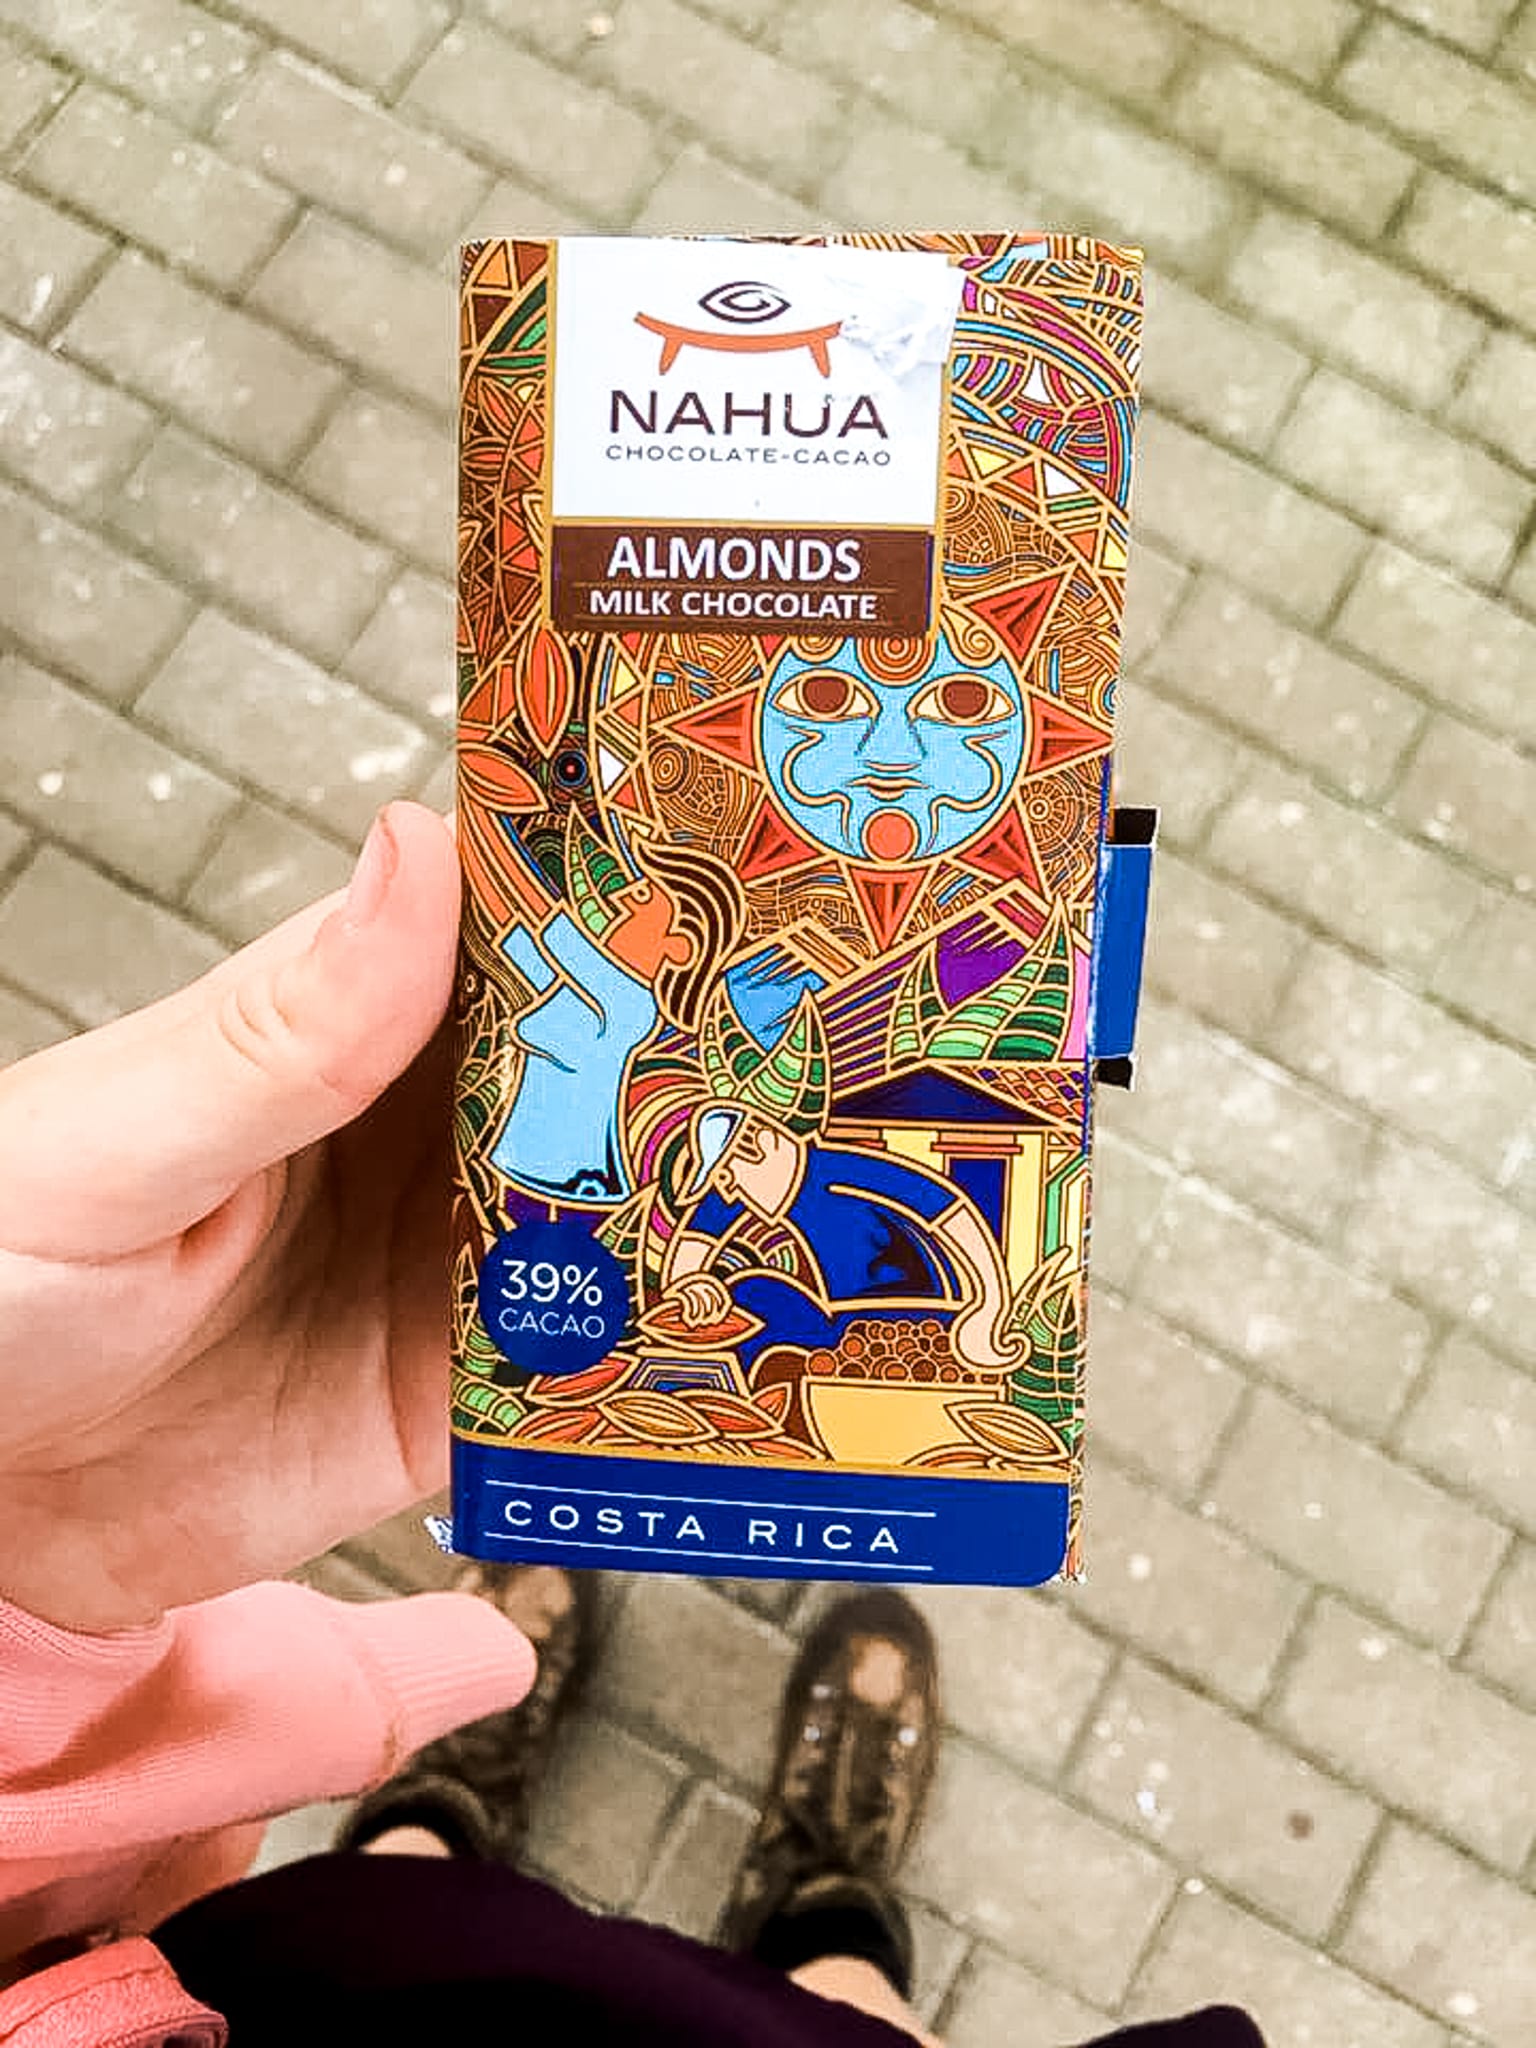 NAHUA
CHOCOLATE-CACAO
ALMONDS
MILK CHOCOLATE
39%
CACAO
COSTA RICA